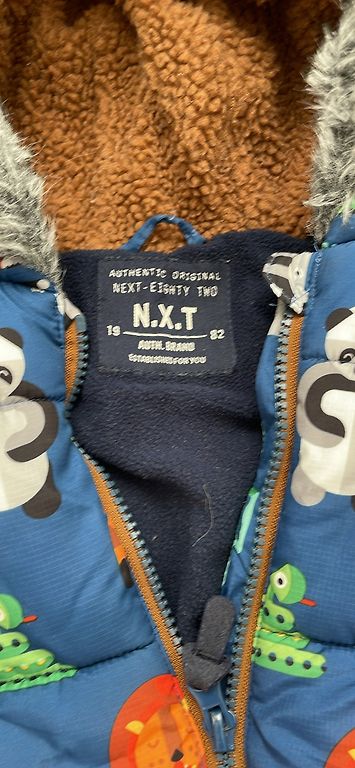 AUTHENTIC ORIGINAL
NEXT-EIGHTY TWO
N.X.T
19 82
AUTH. BRAND
ESTABLISHED FOR YOU